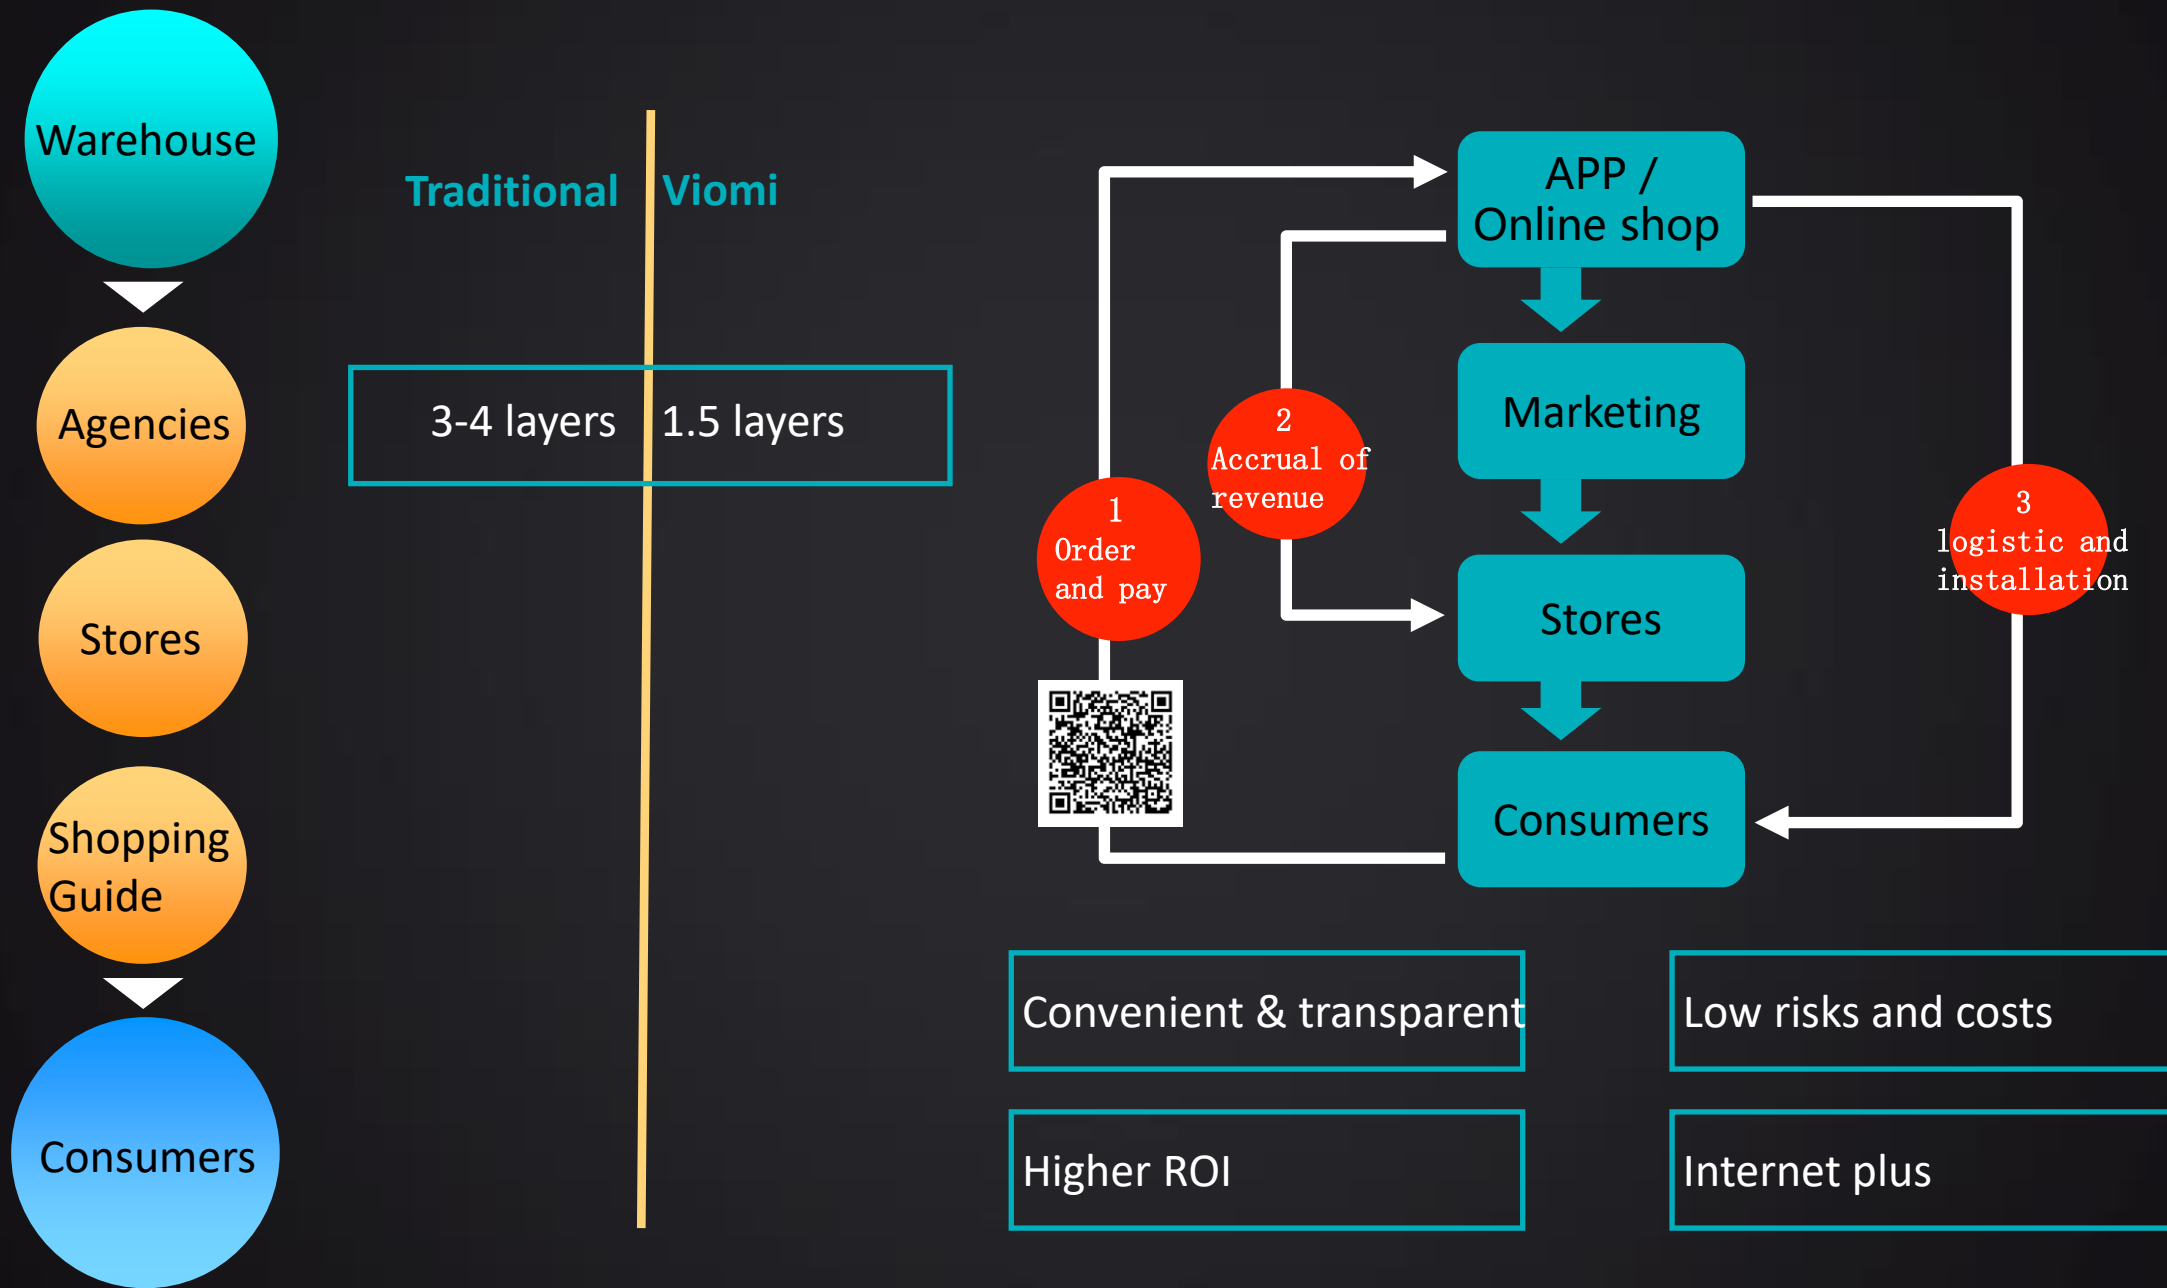 Warehouse
Agencies
Stores
Shopping
Guide
Consumers
Traditional
Viomi
3-4 layers
1.5 layers
APP /
Online shop
Marketing
Stores
Consumers
1
Order
and pay
2
Accrual of
revenue
3
logistic and
installation
Convenient & transparent
Low risks and costs
Higher ROI
Internet plus